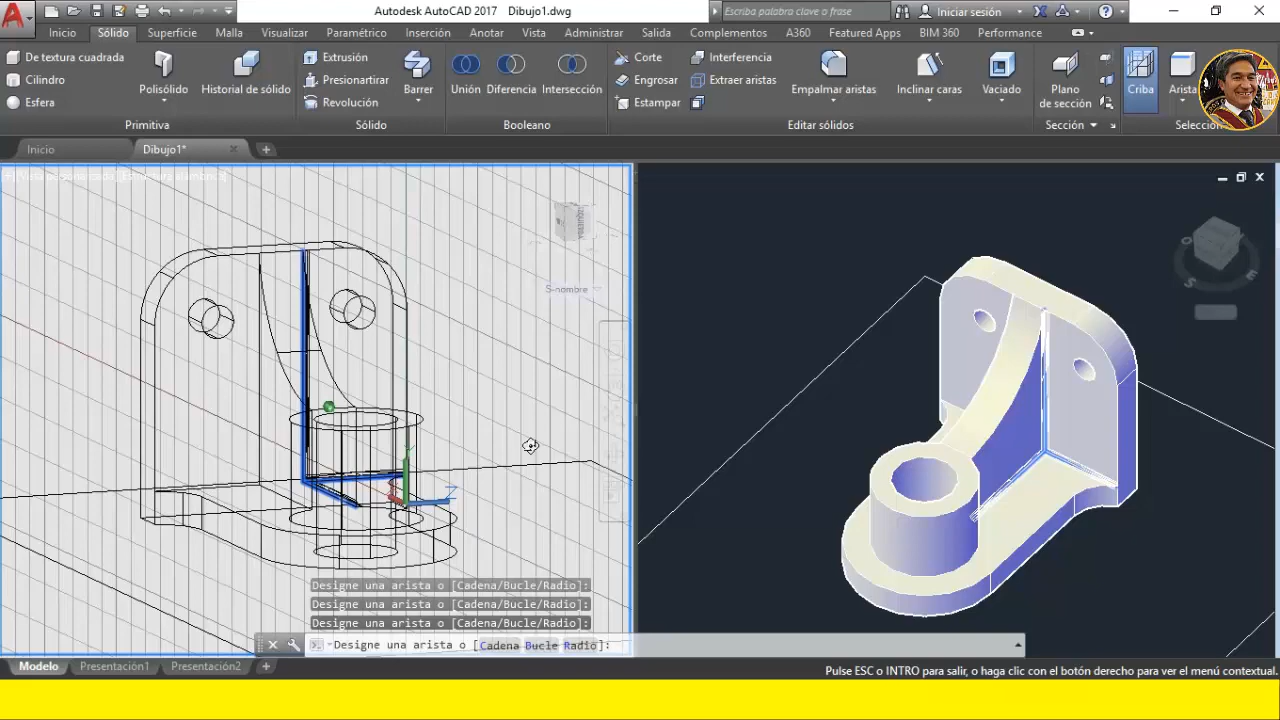 Autodesk AutoCAD 2017 Dibujo1.dwg
Escriba palabra clave o frase
Iniciar sesión
Inicio Sólido Superficie Malla Visualizar Paramétrico Inserción Anotar Vista Administrar Salida Complementos A360 Featured Apps BIM 360 Performance
De textura cuadrada
Cilindro
Esfera
Polisólido
Historial de sólido
Primitiva
Extrusión
Presionartirar
Revolución
Barrer
Sólido
Unión Diferencia Intersección
Booleano
Corte
Engrosar
Estampar
Interferencia
Extraer aristas
Empalmar aristas
Inclinar caras
Vaciado
Editar sólidos
Plano
de sección
Sección
Criba
Arista
Selección
Inicio
Dibujo1*
S-nombre
Z
O
S
E
Designe una arista o [Cadena/Bucle/Radio]:
Designe una arista o [Cadena/Bucle/Radio]:
Designe una arista o [Cadena/Bucle/Radio]:
Designe una arista o [Cadena Bucle Radio]:
Modelo Presentación1 Presentación2
Pulse ESC o INTRO para salir, o haga clic con el botón derecho para ver el menú contextual.